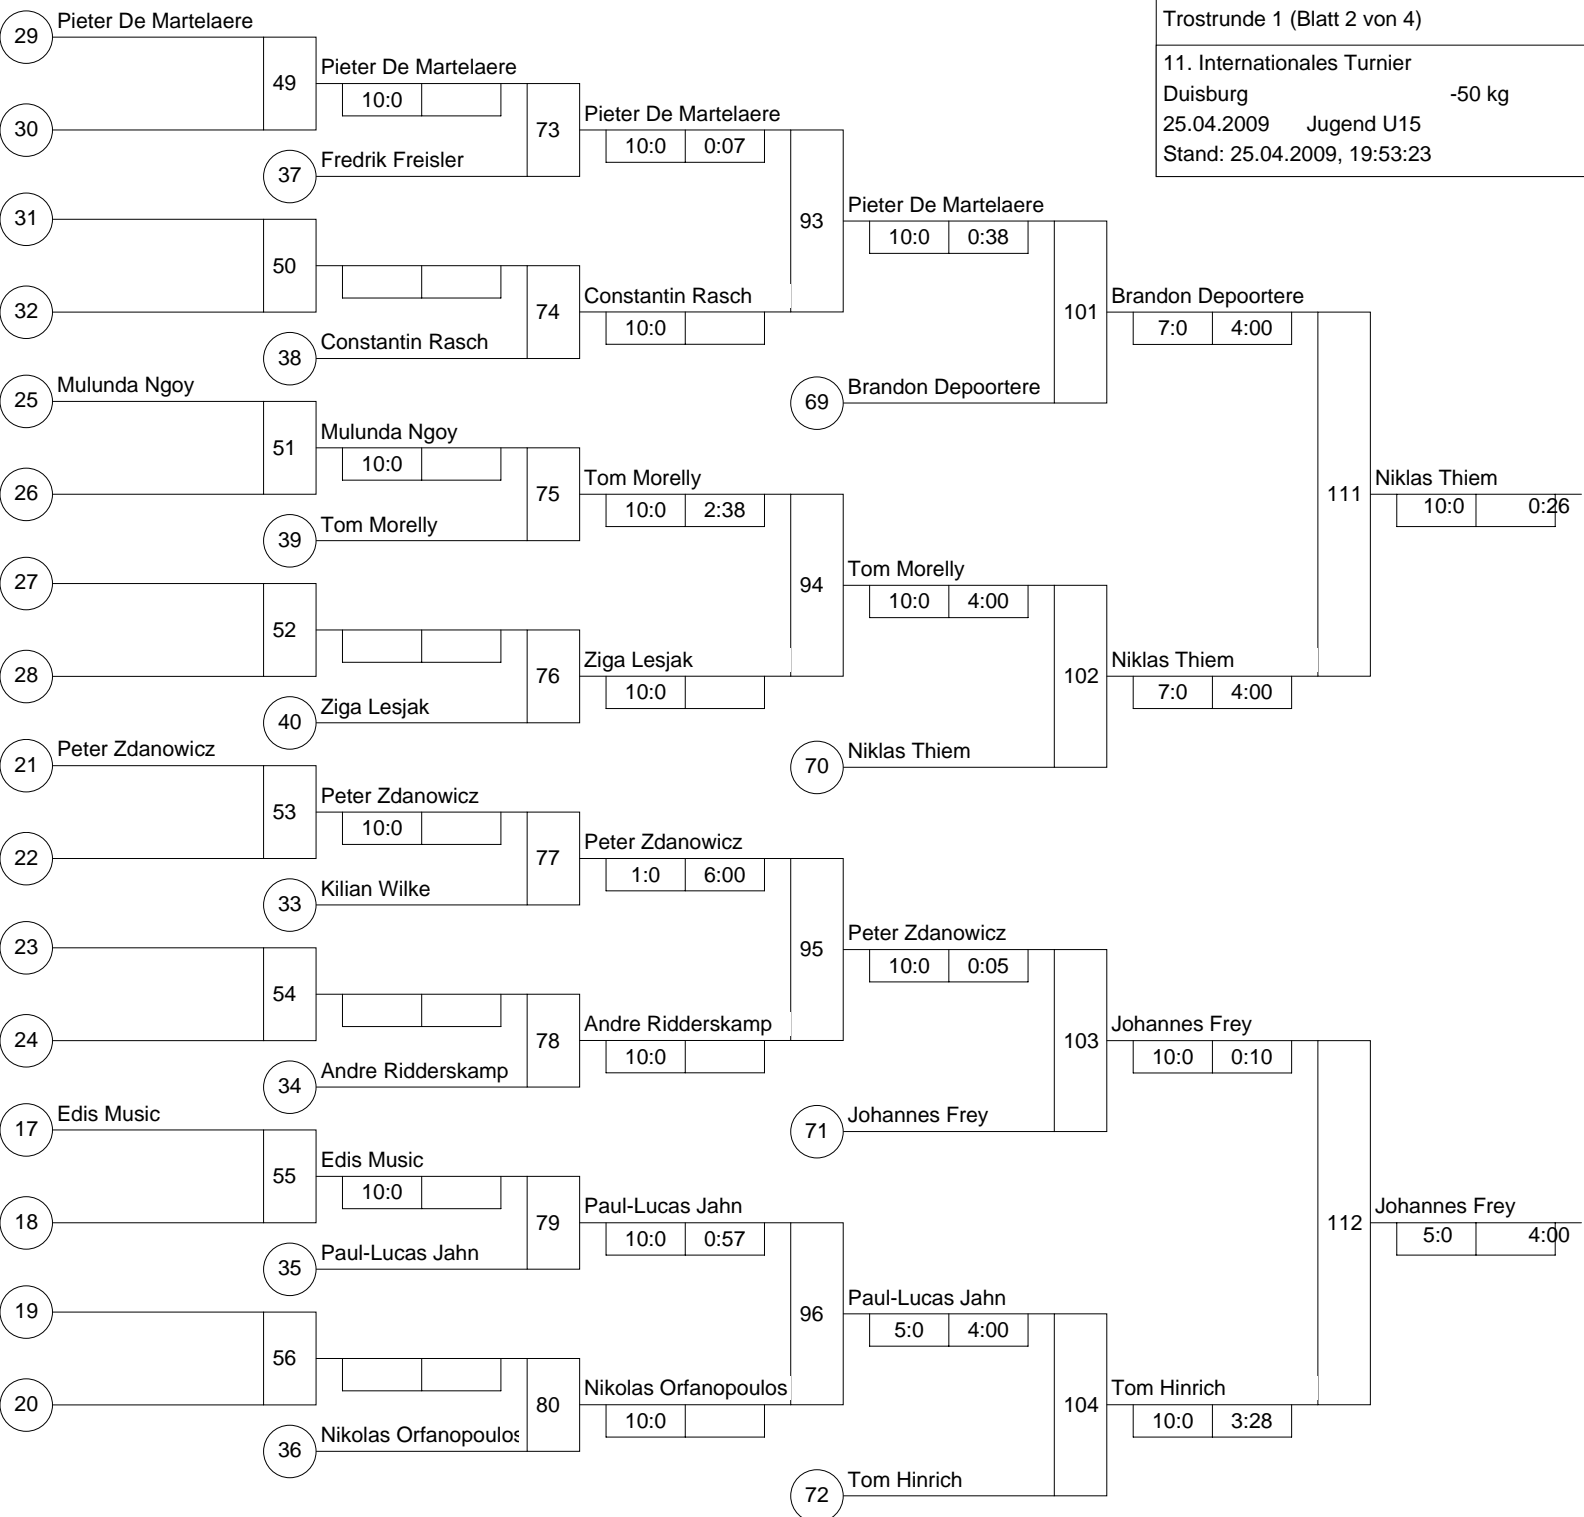 Trostrunde 1 (Blatt 2 von 4)
11. Internationales Turnier
Duisburg -50 kg
25.04.2009 Jugend U15
Stand: 25.04.2009, 19:53:23
29 Pieter De Martelaere
49
30
Pieter De Martelaere
10:0
73
37 Fredrik Freisler
Pieter De Martelaere
10:0 0:07
31
50
32
74
38 Constantin Rasch
Constantin Rasch
10:0
93
Pieter De Martelaere
10:0 0:38
101
69 Brandon Depoortere
Brandon Depoortere
7:0 4:00
25 Mulunda Ngoy
51
26
Mulunda Ngoy
10:0
75
39 Tom Morelly
Tom Morelly
10:0 2:38
27
52
28
76
40 Ziga Lesjak
Ziga Lesjak
10:0
94
Tom Morelly
10:0 4:00
102
70 Niklas Thiem
Niklas Thiem
7:0 4:00
111
Niklas Thiem
10:0 0:26
21 Peter Zdanowicz
53
22
Peter Zdanowicz
10:0
77
33 Kilian Wilke
Peter Zdanowicz
1:0 6:00
23
54
24
78
34 Andre Ridderskamp
Andre Ridderskamp
10:0
95
Peter Zdanowicz
10:0 0:05
103
71 Johannes Frey
Johannes Frey
10:0 0:10
17 Edis Music
55
18
Edis Music
10:0
79
35 Paul-Lucas Jahn
Paul-Lucas Jahn
10:0 0:57
19
56
20
80
36 Nikolas Orfanopoulos
Nikolas Orfanopoulos
10:0
96
Paul-Lucas Jahn
5:0 4:00
104
72 Tom Hinrich
Tom Hinrich
10:0 3:28
112
Johannes Frey
5:0 4:00